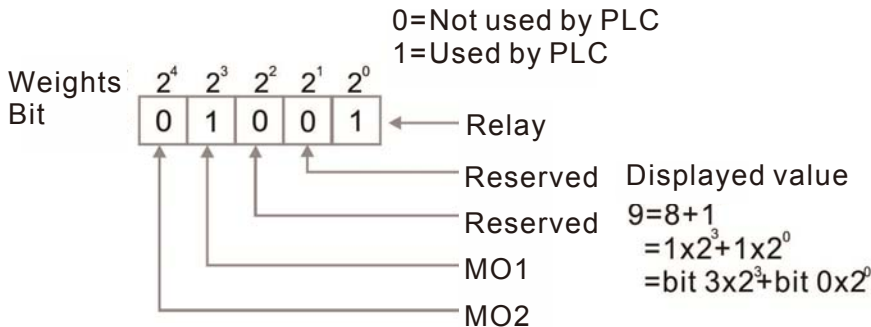 0=Not used by PLC
1=Used by PLC
Weights 2⁴ 2³ 2² 2¹ 2⁰
Bit 0 1 0 0 1
Relay
Reserved
Displayed value
Reserved
9=8+1
=1x2³+1x2⁰
MO1
=bit 3x2³+bit 0x2⁰
MO2